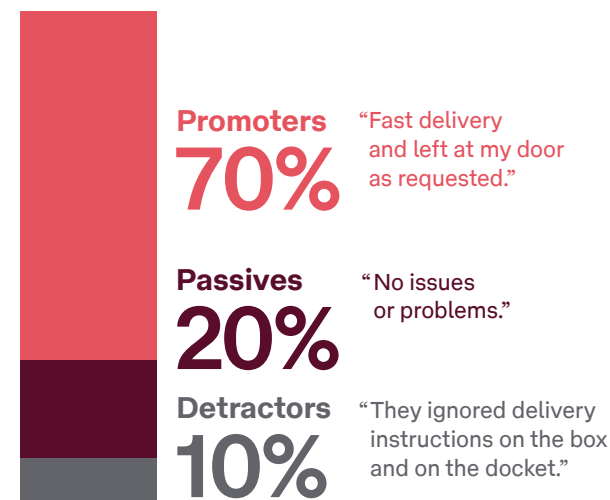 Promoters
70%
“Fast delivery
and left at my door
as requested.”
Passives
20%
“No issues
or problems.”
Detractors
10%
“They ignored delivery
instructions on the box
and on the docket.”